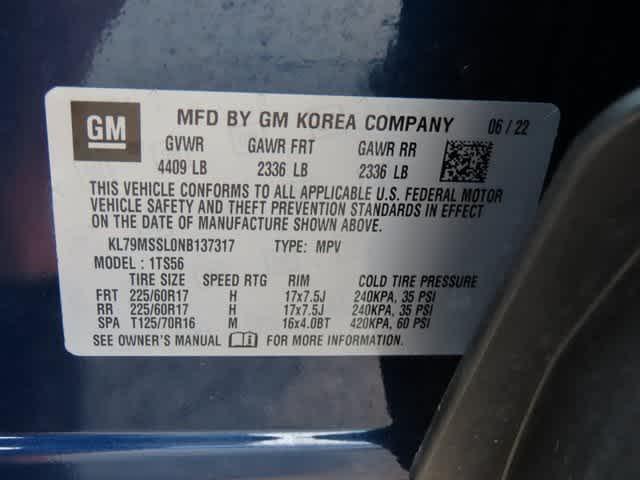 GM
MFD BY GM KOREA COMPANY 06 / 22
GVWR GAWR FRT GAWR RR
4409 LB 2336 LB 2336 LB
THIS VEHICLE CONFORMS TO ALL APPLICABLE U.S. FEDERAL MOTOR
VEHICLE SAFETY AND THEFT PREVENTION STANDARDS IN EFFECT
ON THE DATE OF MANUFACTURE SHOWN ABOVE.
KL79MSSL0NB137317 TYPE: MPV
MODEL: 1TS56
TIRE SIZE SPEED RTG RIM COLD TIRE PRESSURE
FRT 225/60R17 H 17x7.5J 240KPA, 35 PSI
RR 225/60R17 H 17x7.5J 240KPA, 35 PSI
SPA T125/70R16 M 16x4.0BT 420KPA, 60 PSI
SEE OWNER'S MANUAL FOR MORE INFORMATION